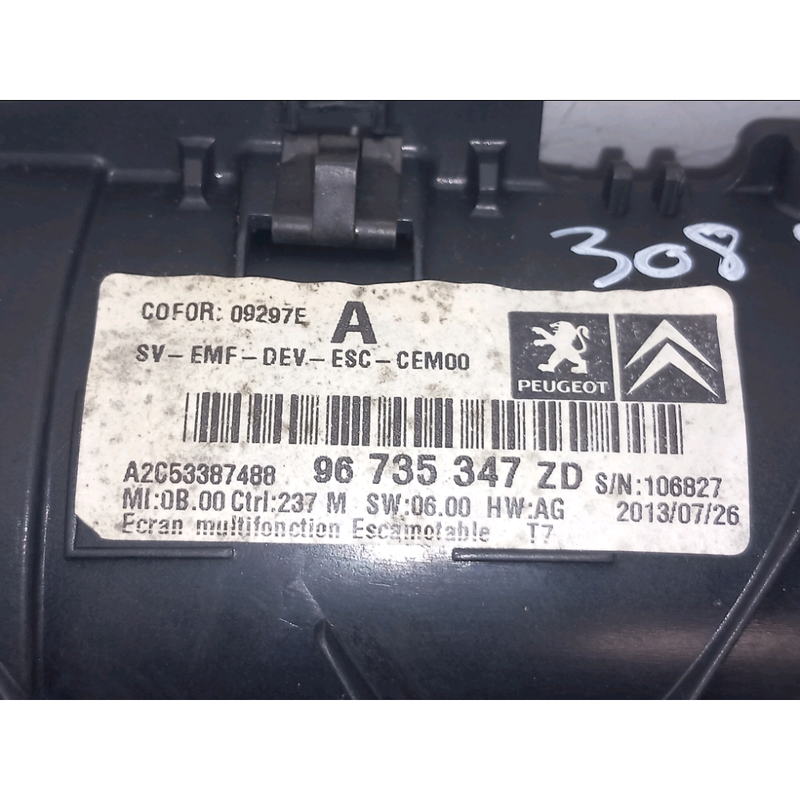 308
COFOR: 09297E A
SV-EMF-DEV-ESC-CEM00
PEUGEOT
A2C53387488 96 735 347 ZD S/N:106827
MI:0B.00 Ctrl:237 M SW:06.00 HW:AG 2013/07/26
Ecran multifonction Escamotable T7